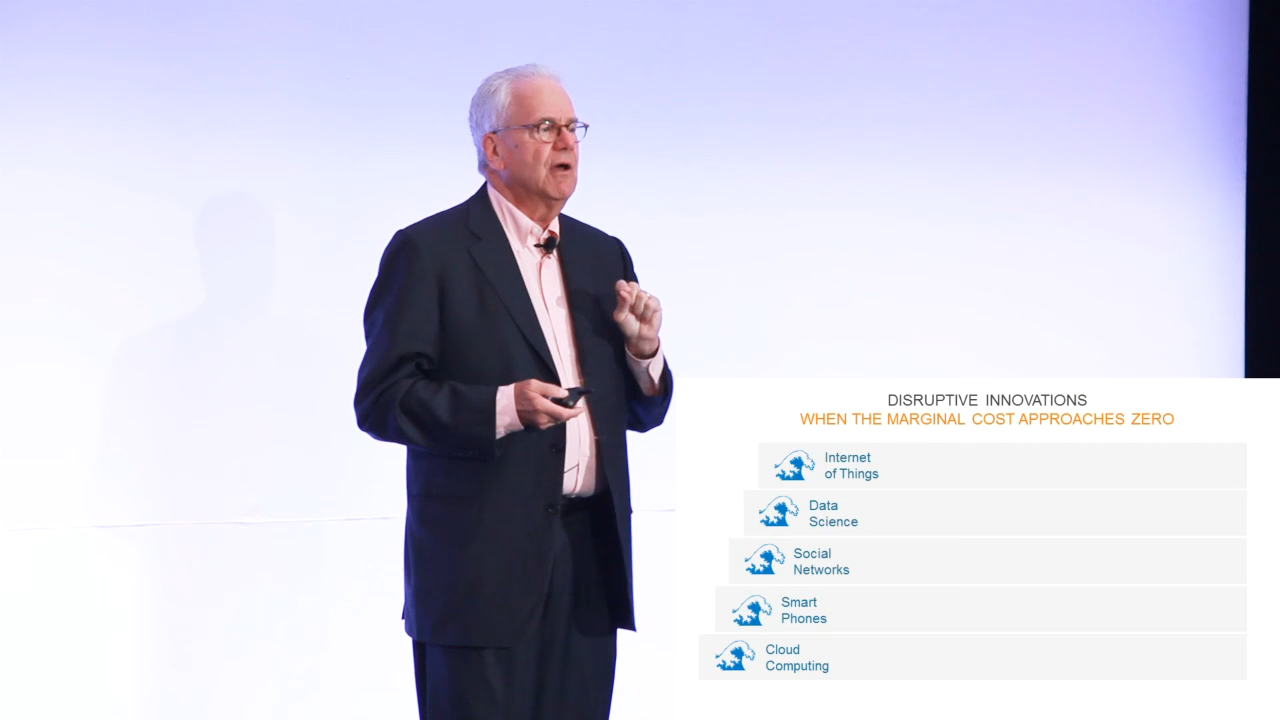 DISRUPTIVE INNOVATIONS
WHEN THE MARGINAL COST APPROACHES ZERO
Internet
of Things
Data
Science
Social
Networks
Smart
Phones
Cloud
Computing